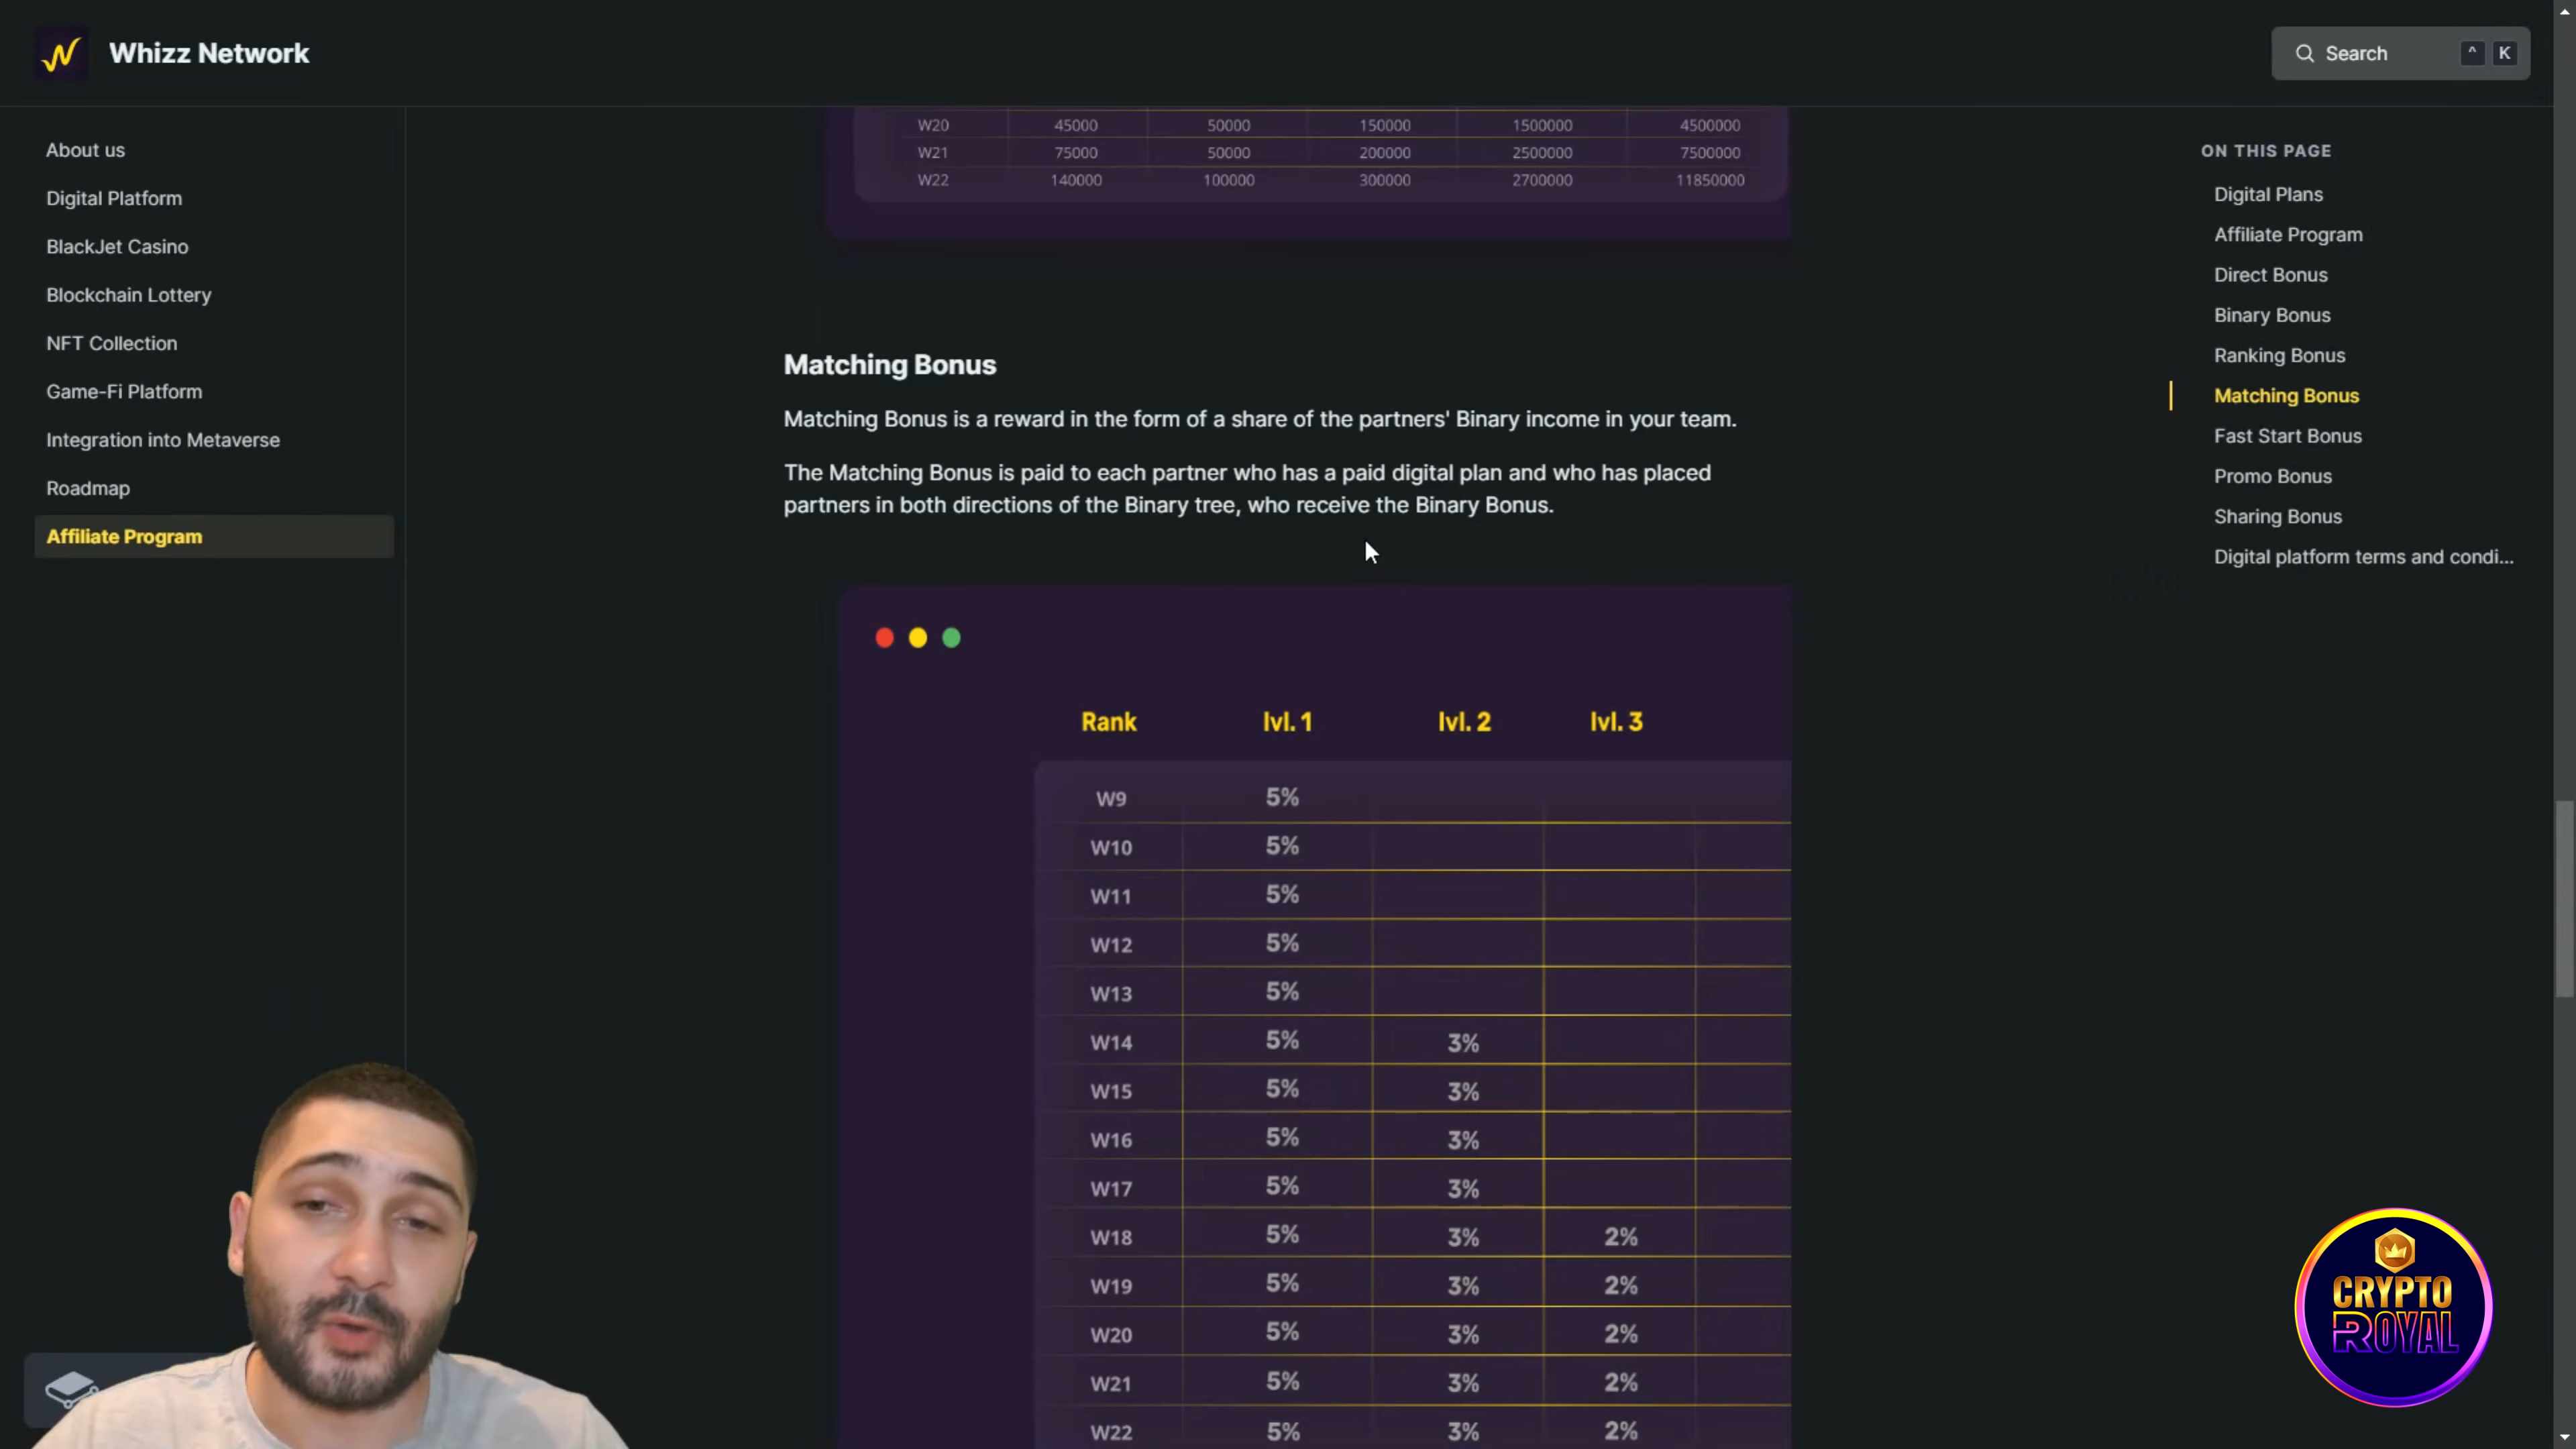 Whizz Network
Search
^ K
About us
Digital Platform
BlackJet Casino
Blockchain Lottery
NFT Collection
Game-Fi Platform
Integration into Metaverse
Roadmap
Affiliate Program
W20 45000 50000 150000 1500000 4500000
W21 75000 50000 200000 2500000 7500000
W22 140000 100000 300000 2700000 11850000
Matching Bonus
Matching Bonus is a reward in the form of a share of the partners' Binary income in your team.
The Matching Bonus is paid to each partner who has a paid digital plan and who has placed
partners in both directions of the Binary tree, who receive the Binary Bonus.
Rank lvl. 1 lvl. 2 lvl. 3
W9 5%
W10 5%
W11 5%
W12 5%
W13 5%
W14 5% 3%
W15 5% 3%
W16 5% 3%
W17 5% 3%
W18 5% 3% 2%
W19 5% 3% 2%
W20 5% 3% 2%
W21 5% 3% 2%
W22 5% 3% 2%
ON THIS PAGE
Digital Plans
Affiliate Program
Direct Bonus
Binary Bonus
Ranking Bonus
Matching Bonus
Fast Start Bonus
Promo Bonus
Sharing Bonus
Digital platform terms and condi...
CRYPTO
ROYAL